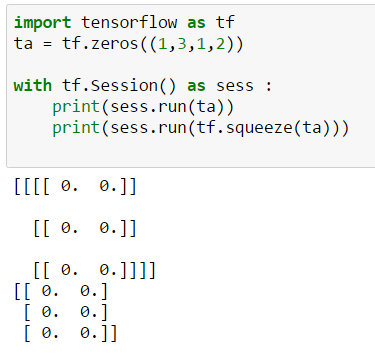 import tensorflow as tf
ta = tf.zeros((1,3,1,2))
with tf.Session() as sess :
    print(sess.run(ta))
    print(sess.run(tf.squeeze(ta)))
[[[[ 0.  0.]]
  [[ 0.  0.]]
  [[ 0.  0.]]]]
[[ 0.  0.]
 [ 0.  0.]
 [ 0.  0.]]